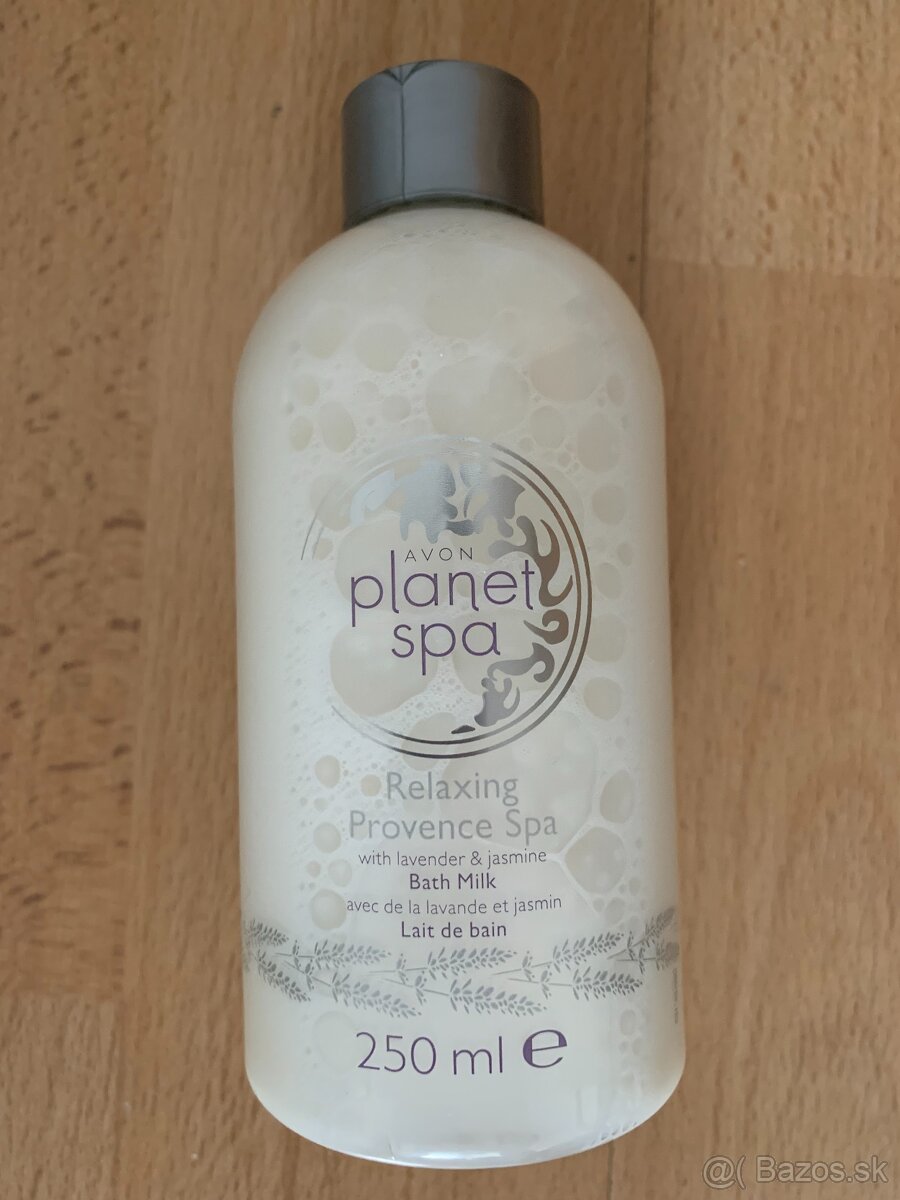 AVON
planet
spa
Relaxing
Provence Spa
with lavender & jasmine
Bath Milk
avec de la lavande et jasmin
Lait de bain
250 ml ℮
@( Bazos.sk